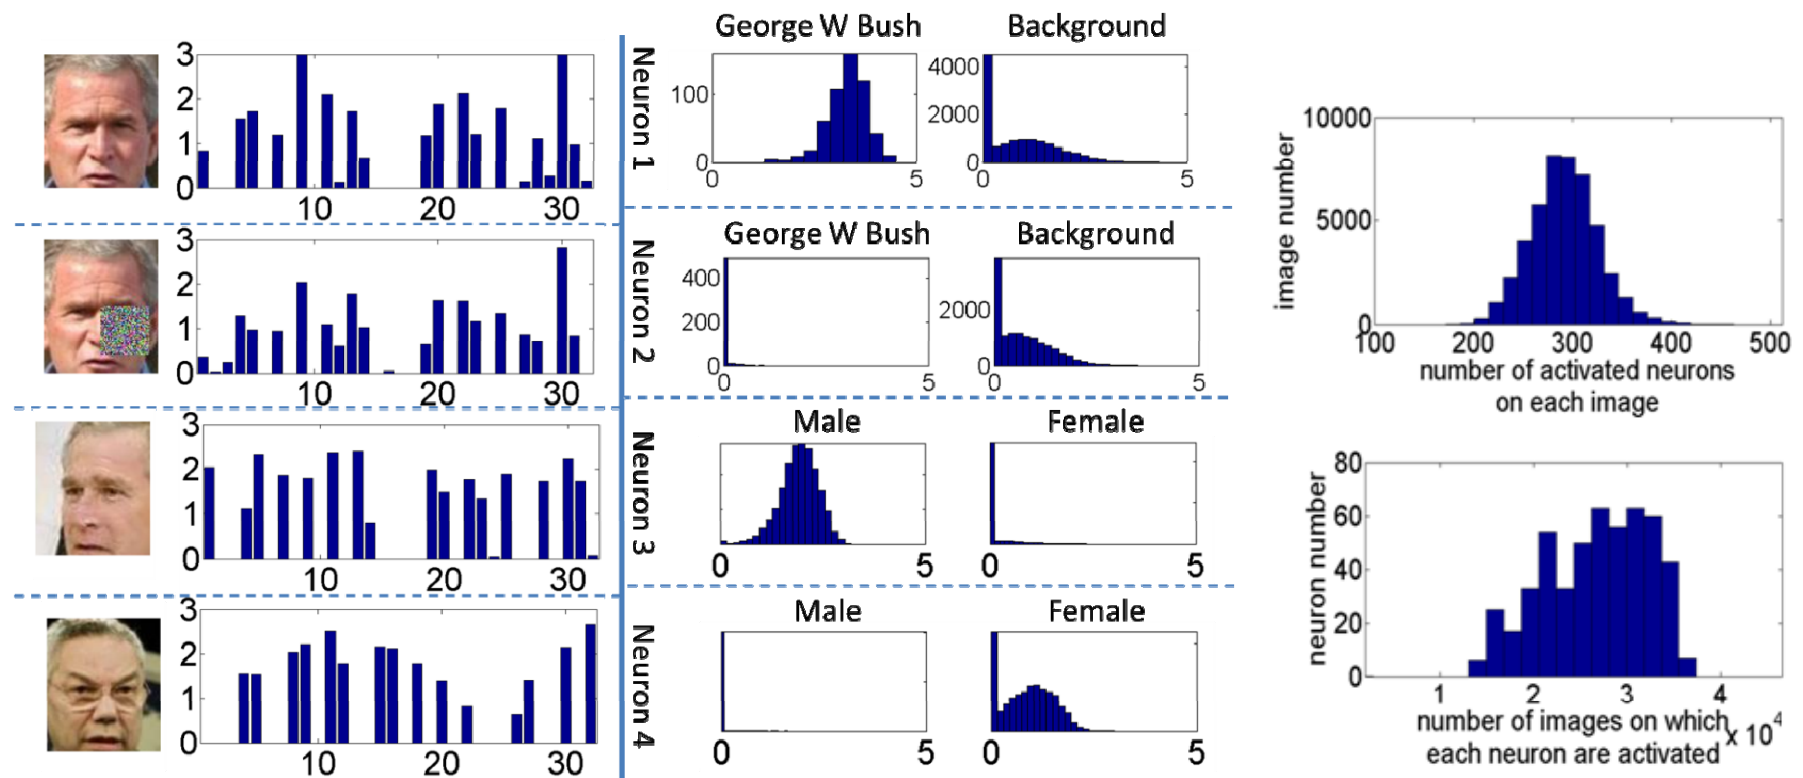 3
2
1
0
10 20 30
3
2
1
0
10 20 30
3
2
1
0
10 20 30
3
2
1
0
10 20 30
Neuron 1
George W Bush
100
0
0 5
Background
4000
2000
0
0 5
Neuron 2
George W Bush
400
200
0
0 5
Background
2000
0
0 5
Neuron 3
Male
0 5
Female
0 5
Neuron 4
Male
0 5
Female
0 5
image number
10000
5000
0
100 200 300 400 500
number of activated neurons
on each image
neuron number
80
60
40
20
0
1 2 3 4
x 10⁴
number of images on which
each neuron are activated